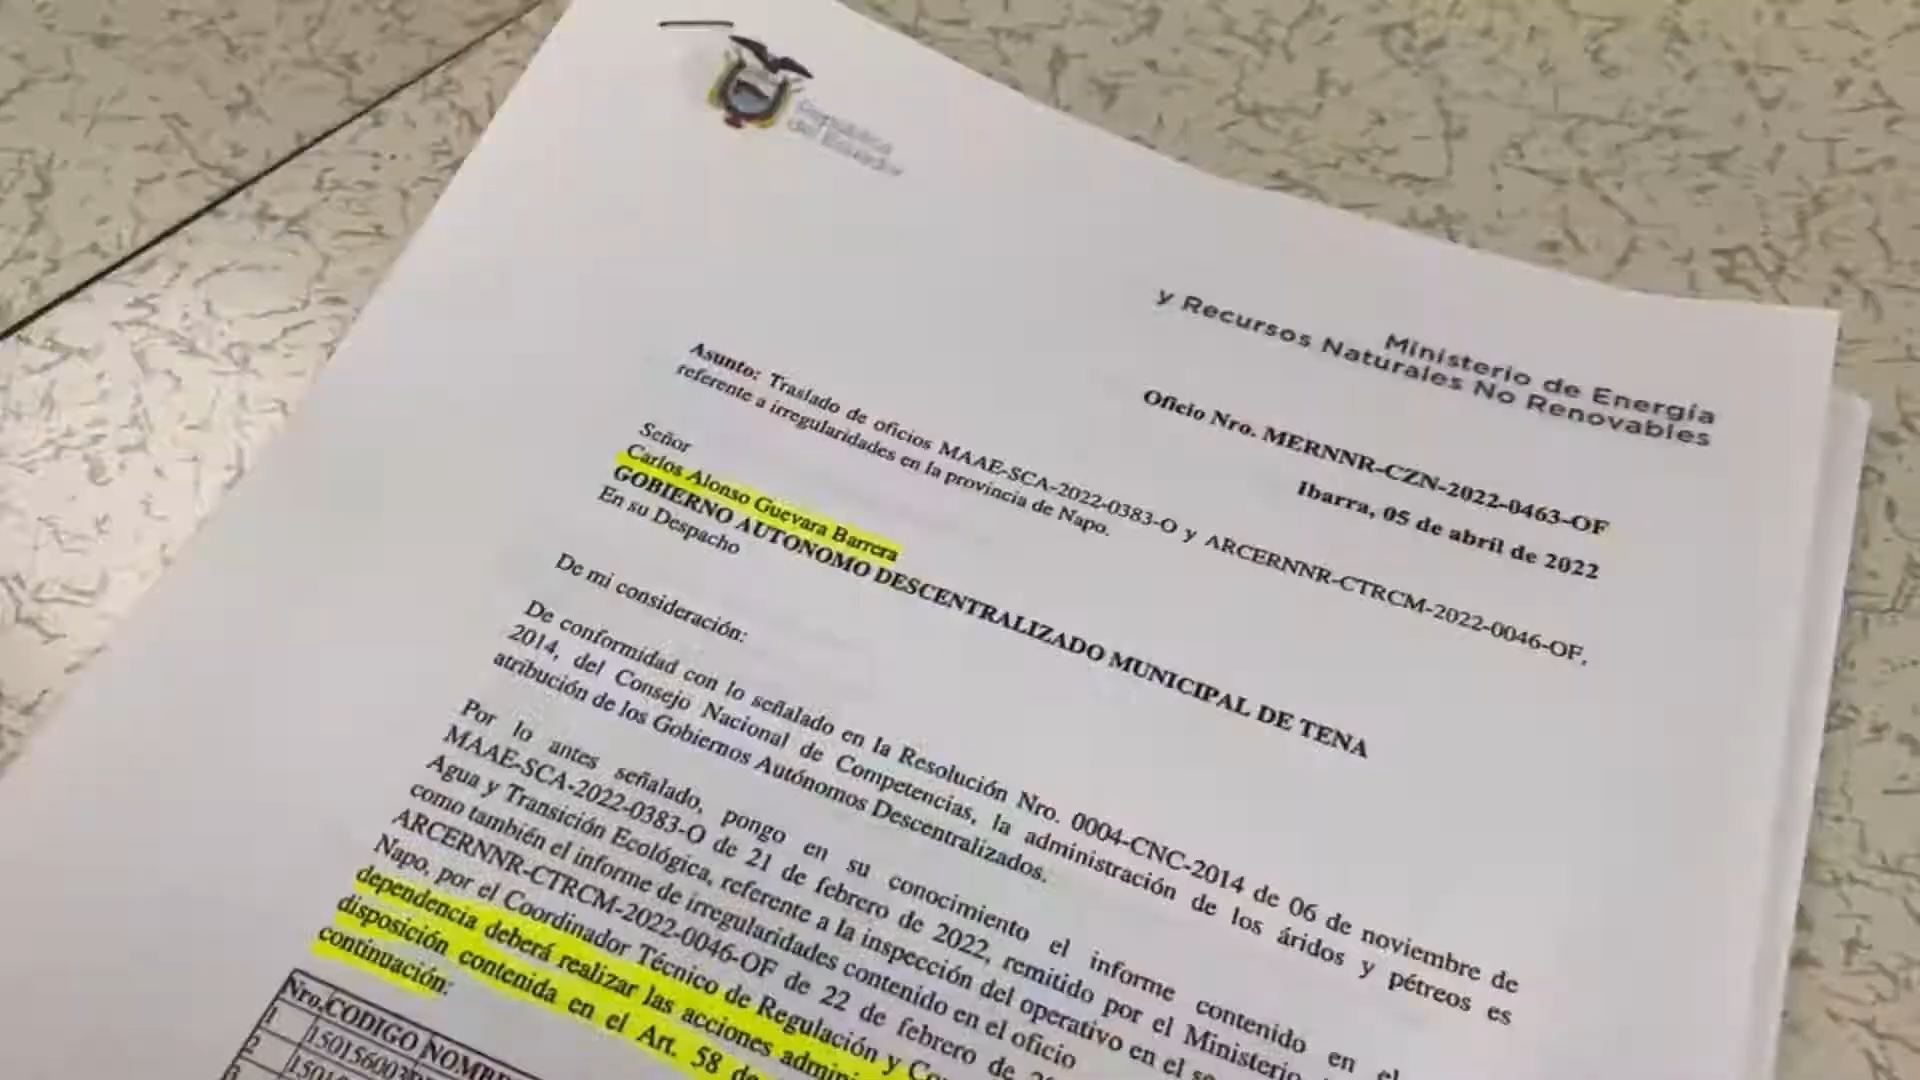 República
del Ecuador
Ministerio de Energía
y Recursos Naturales No Renovables
Oficio Nro. MERNNR-CZN-2022-0463-OF
Ibarra, 05 de abril de 2022
Asunto: Traslado de oficios MAAE-SCA-2022-0383-O y ARCERNNR-CTRCM-2022-0046-OF,
referente a irregularidades en la provincia de Napo.
Señor
Carlos Alonso Guevara Barrera
GOBIERNO AUTONOMO DESCENTRALIZADO MUNICIPAL DE TENA
En su Despacho
De mi consideración:
De conformidad con lo señalado en la Resolución Nro. 0004-CNC-2014 de 06 de noviembre de
2014, del Consejo Nacional de Competencias, la administración de los áridos y pétreos es
atribución de los Gobiernos Autónomos Descentralizados.
Por lo antes señalado, pongo en su conocimiento el informe contenido en el
MAAE-SCA-2022-0383-O de 21 de febrero de 2022, remitido por el Ministerio
Agua y Transición Ecológica, referente a la inspección del operativo en el
como también el informe de irregularidades contenido en el oficio
ARCERNNR-CTRCM-2022-0046-OF de 22 de febrero de
Napo, por el Coordinador Técnico de Regulación y
dependencia deberá realizar las acciones
disposición contenida en el Art. 58 de
continuación:
Nro. CODIGO
1
2